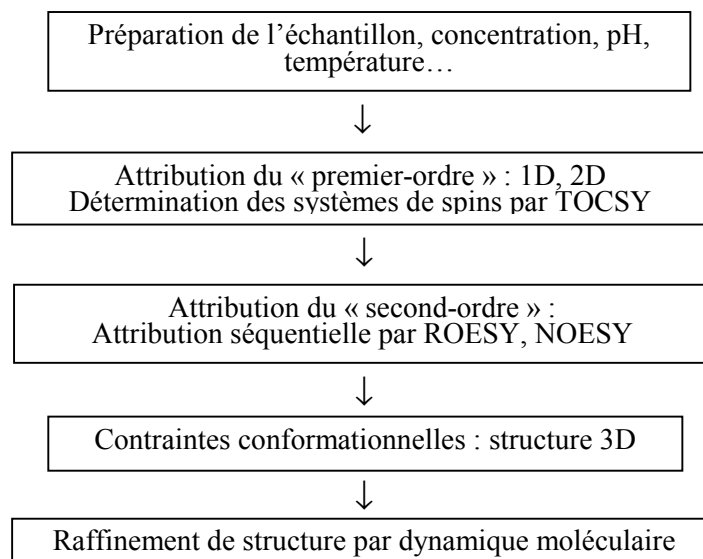 Préparation de l’échantillon, concentration, pH,
température…
↓
Attribution du « premier-ordre » : 1D, 2D
Détermination des systèmes de spins par TOCSY
↓
Attribution du « second-ordre » :
Attribution séquentielle par ROESY, NOESY
↓
Contraintes conformationnelles : structure 3D
↓
Raffinement de structure par dynamique moléculaire